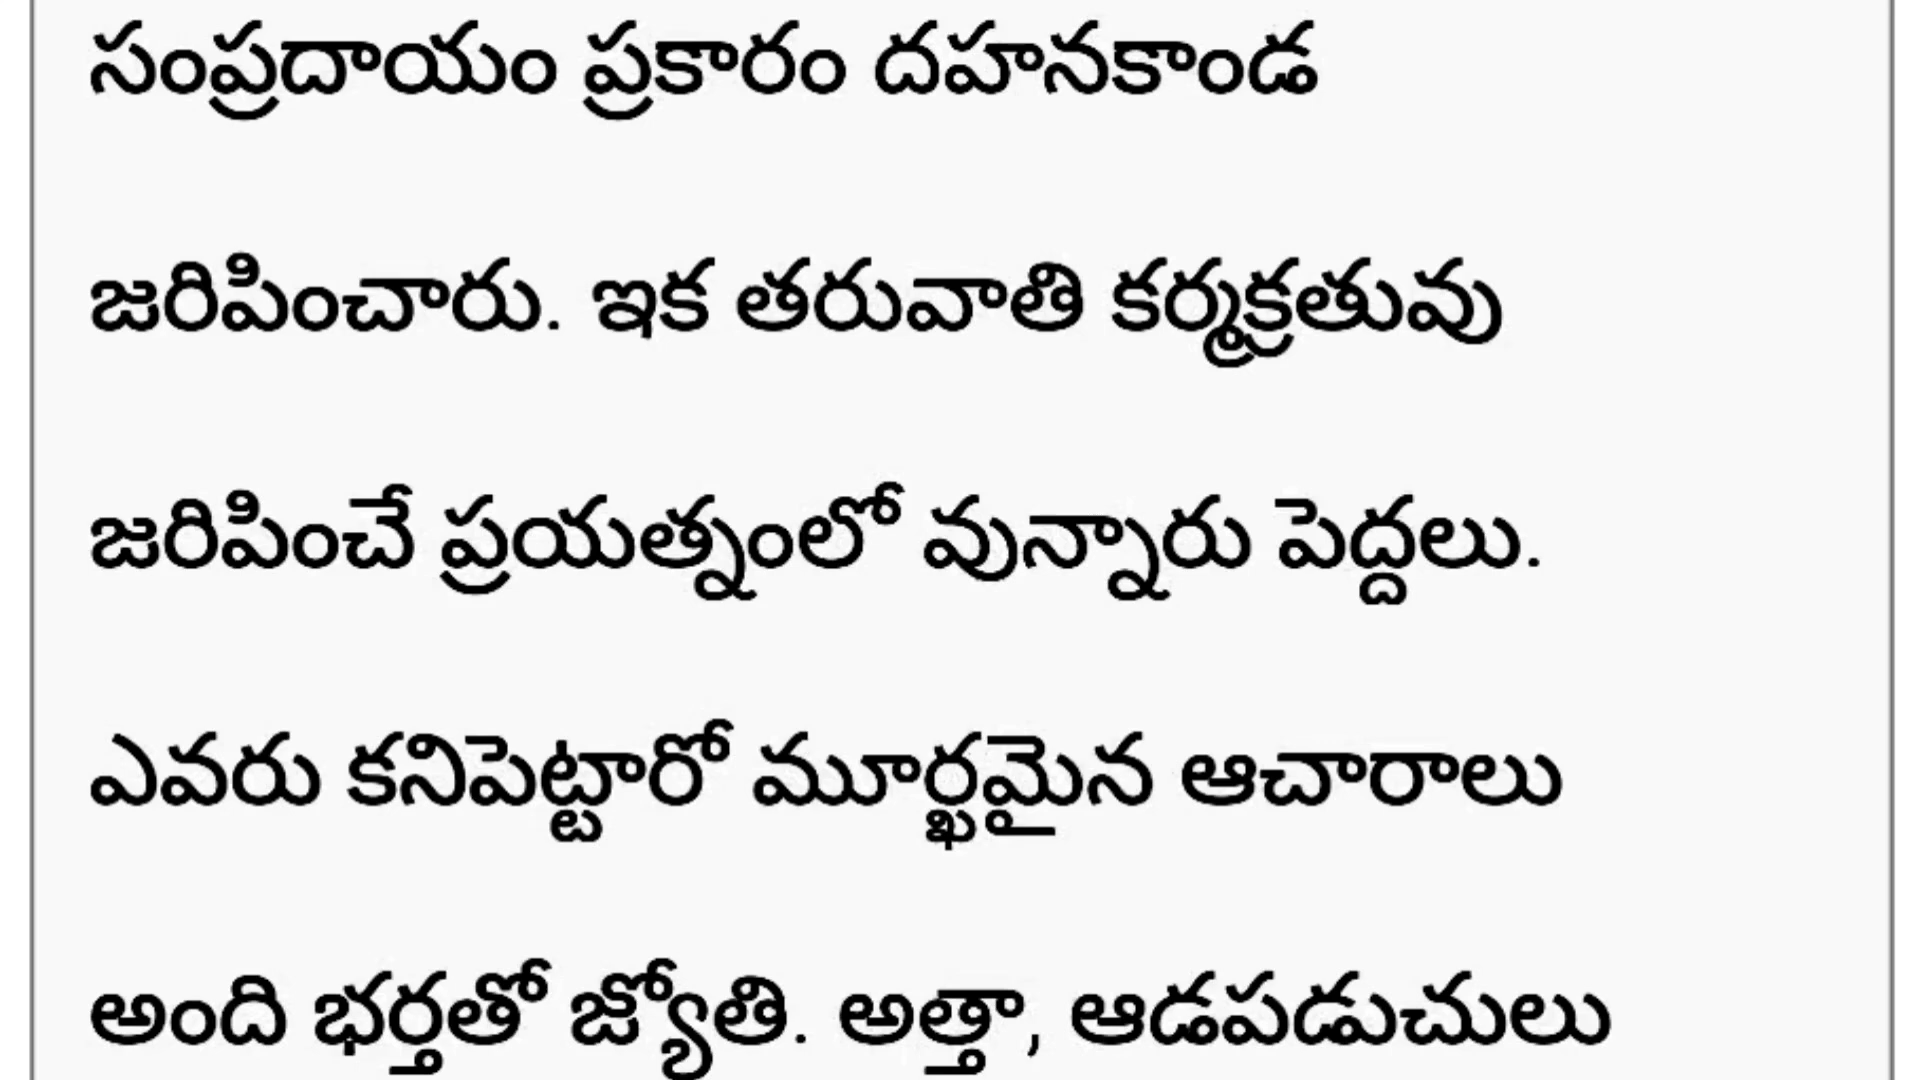 సంప్రదాయం ప్రకారం దహనకాండ
జరిపించారు. ఇక తరువాతి కర్మక్రతువు
జరిపించే ప్రయత్నంలో వున్నారు పెద్దలు.
ఎవరు కనిపెట్టారో మూర్ఖమైన ఆచారాలు
అంది భర్తతో జ్యోతి. అత్తా, ఆడపడుచులు